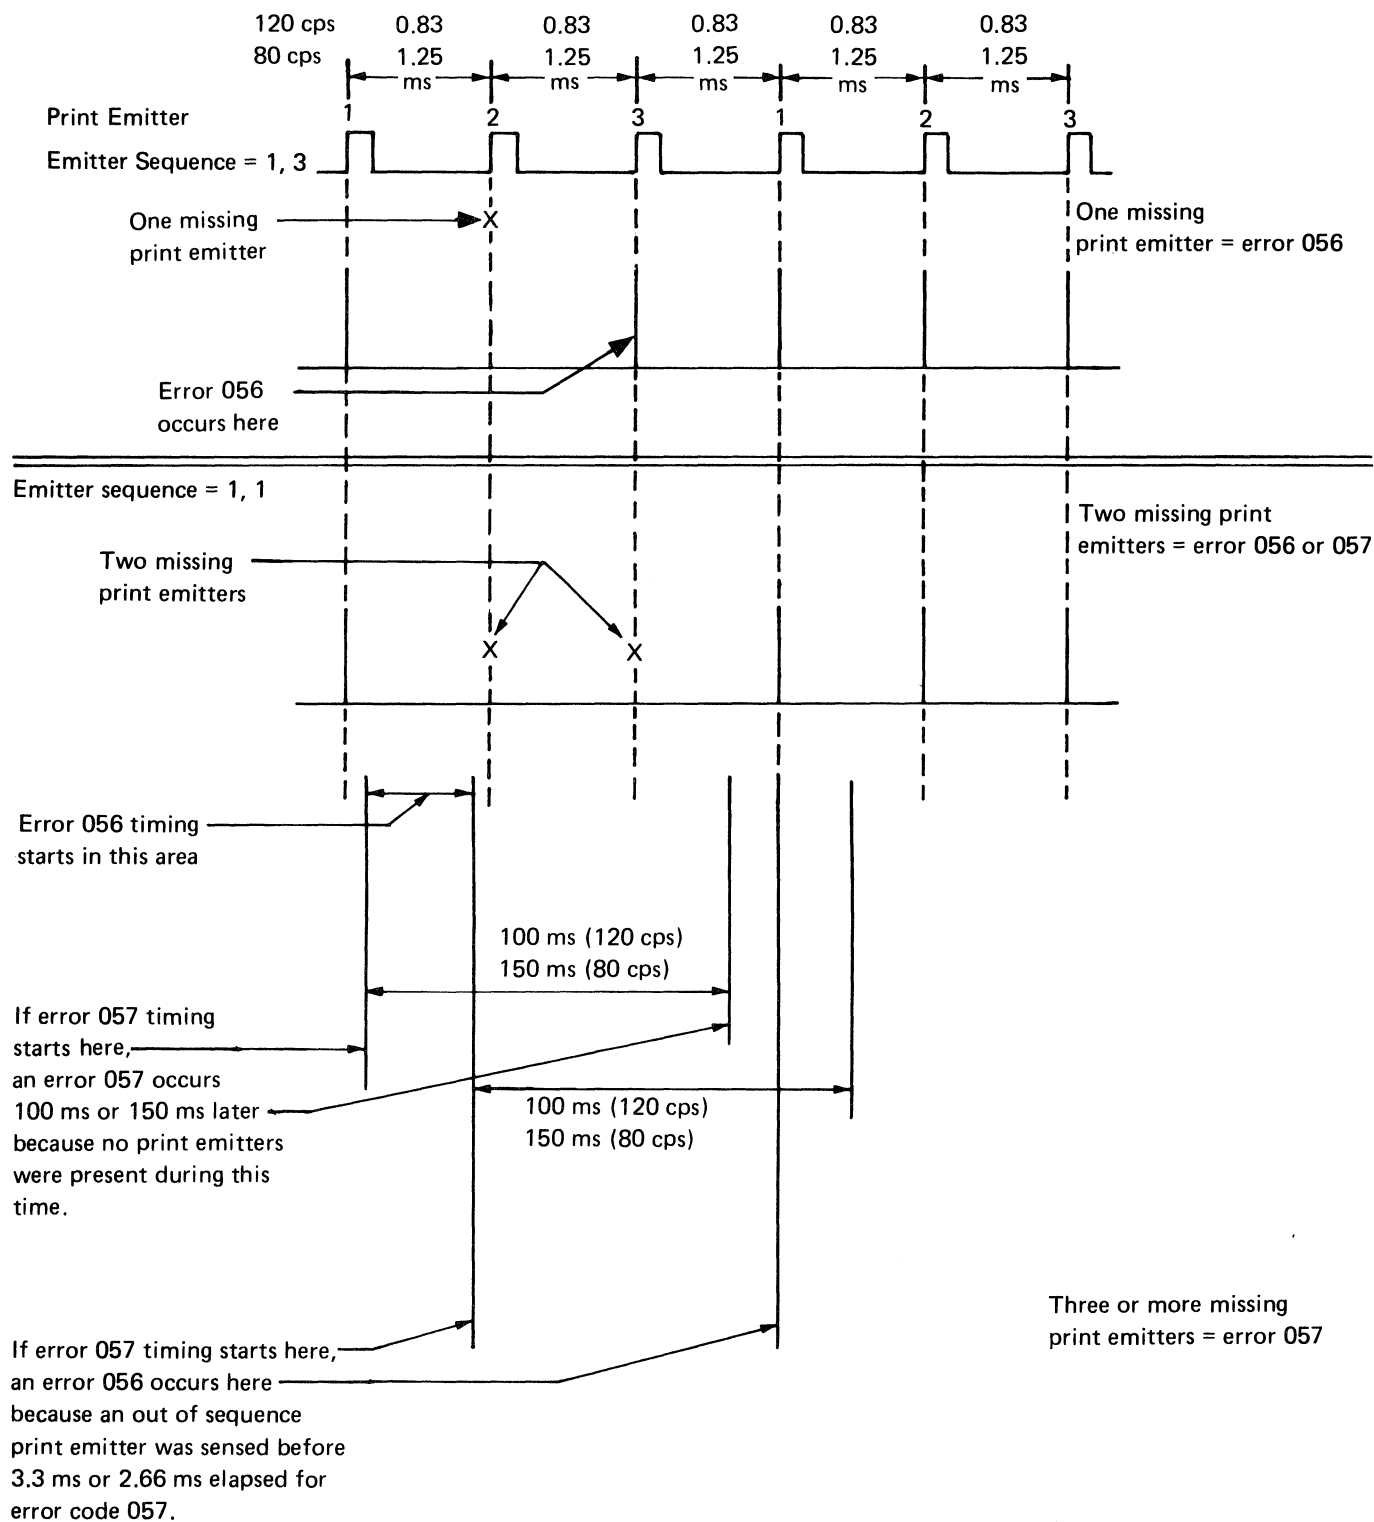 120 cps 0.83 0.83 0.83 0.83 0.83
80 cps 1.25 1.25 1.25 1.25 1.25
ms ms ms ms ms
Print Emitter 1 2 3 1 2 3
Emitter Sequence = 1, 3
One missing
print emitter
X
One missing
print emitter = error 056
Error 056
occurs here
Emitter sequence = 1, 1
Two missing print
emitters = error 056 or 057
Two missing
print emitters
X X
Error 056 timing
starts in this area
100 ms (120 cps)
150 ms (80 cps)
If error 057 timing
starts here,
an error 057 occurs
100 ms or 150 ms later
because no print emitters
were present during this
time.
100 ms (120 cps)
150 ms (80 cps)
Three or more missing
print emitters = error 057
If error 057 timing starts here,
an error 056 occurs here
because an out of sequence
print emitter was sensed before
3.3 ms or 2.66 ms elapsed for
error code 057.